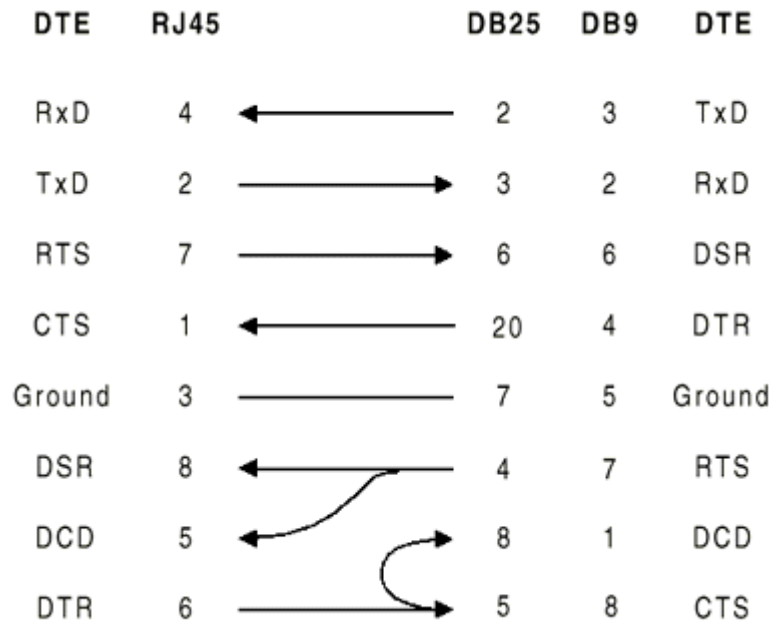 DTE RJ45 DB25 DB9 DTE
RxD 4 2 3 TxD
TxD 2 3 2 RxD
RTS 7 6 6 DSR
CTS 1 20 4 DTR
Ground 3 7 5 Ground
DSR 8 4 7 RTS
DCD 5 8 1 DCD
DTR 6 5 8 CTS